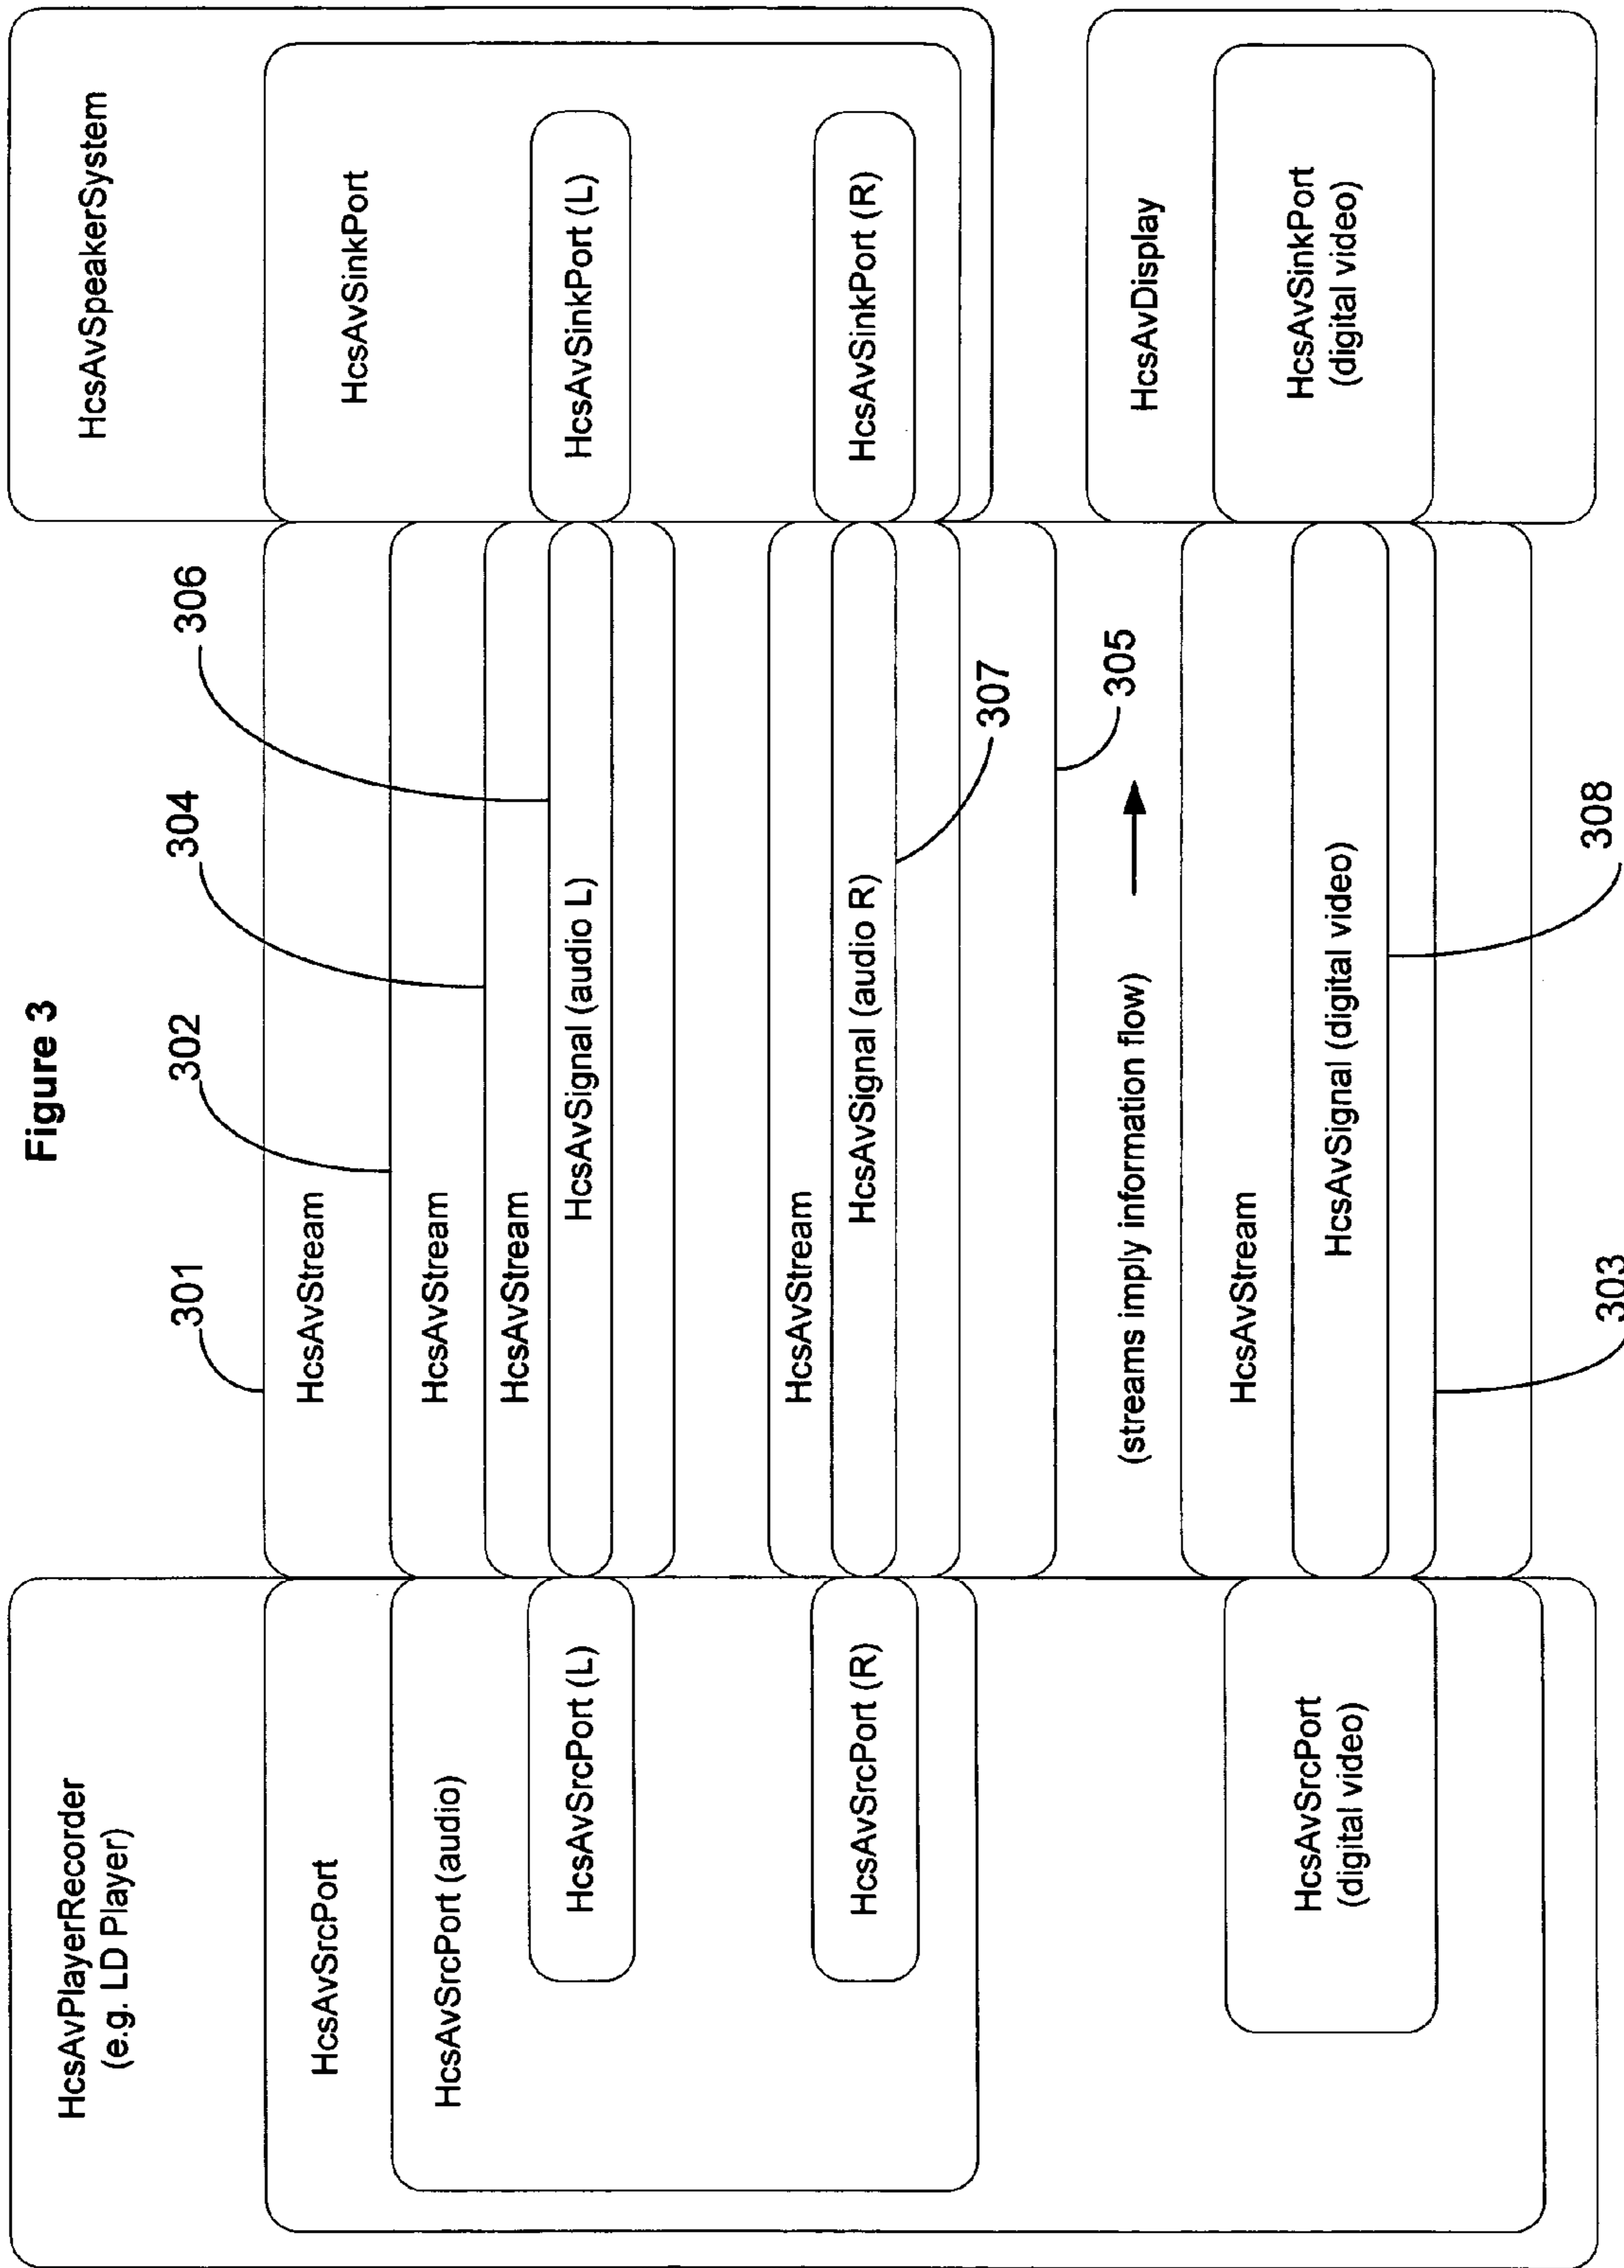 Figure 3
HcsAvPlayerRecorder
(e.g. LD Player)
HcsAvSrcPort
HcsAvSrcPort (audio)
HcsAvSrcPort (L)
HcsAvSrcPort (R)
HcsAvSrcPort
(digital video)
301
302
304
306
HcsAvStream
HcsAvStream
HcsAvStream
HcsAvSignal (audio L)
HcsAvStream
HcsAvSignal (audio R)
307
305
(streams imply information flow)
HcsAvStream
HcsAvSignal (digital video)
303
308
HcsAvSpeakerSystem
HcsAvSinkPort
HcsAvSinkPort (L)
HcsAvSinkPort (R)
HcsAvDisplay
HcsAvSinkPort
(digital video)